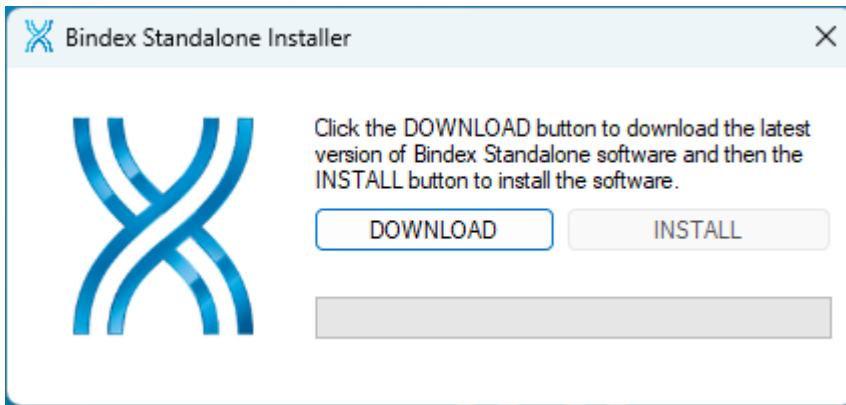 Bindex Standalone Installer
Click the DOWNLOAD button to download the latest
version of Bindex Standalone software and then the
INSTALL button to install the software.
DOWNLOAD
INSTALL